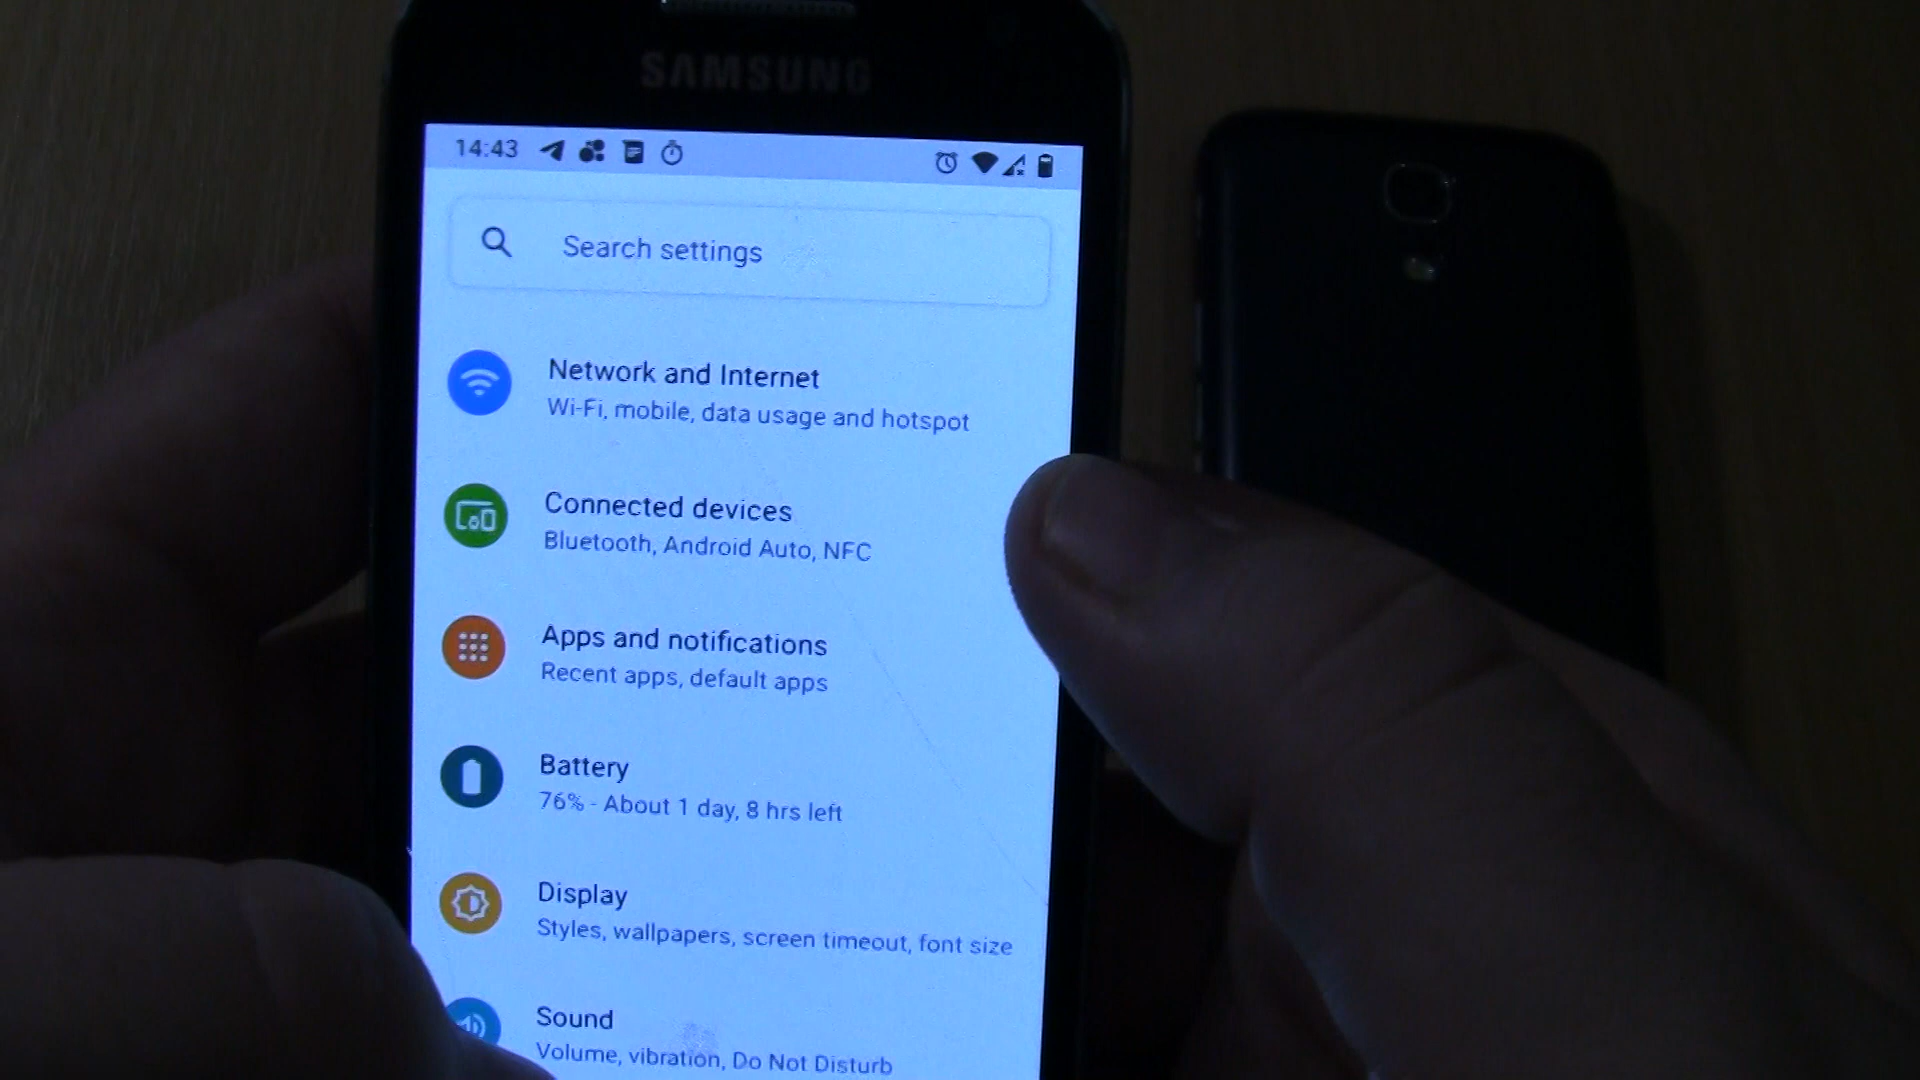 SAMSUNG
14:43
Search settings
Network and Internet
Wi-Fi, mobile, data usage and hotspot
Connected devices
Bluetooth, Android Auto, NFC
Apps and notifications
Recent apps, default apps
Battery
76% - About 1 day, 8 hrs left
Display
Styles, wallpapers, screen timeout, font size
Sound
Volume, vibration, Do Not Disturb